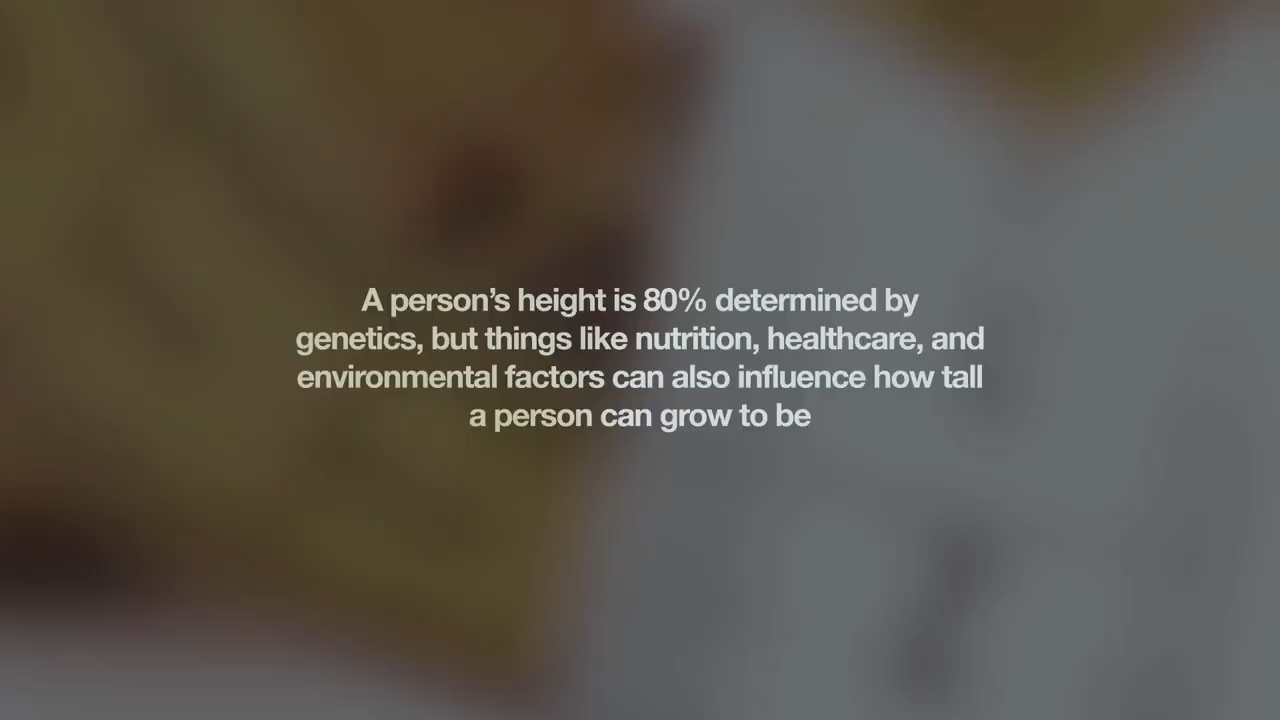 A person’s height is 80% determined by
genetics, but things like nutrition, healthcare, and
environmental factors can also influence how tall
a person can grow to be